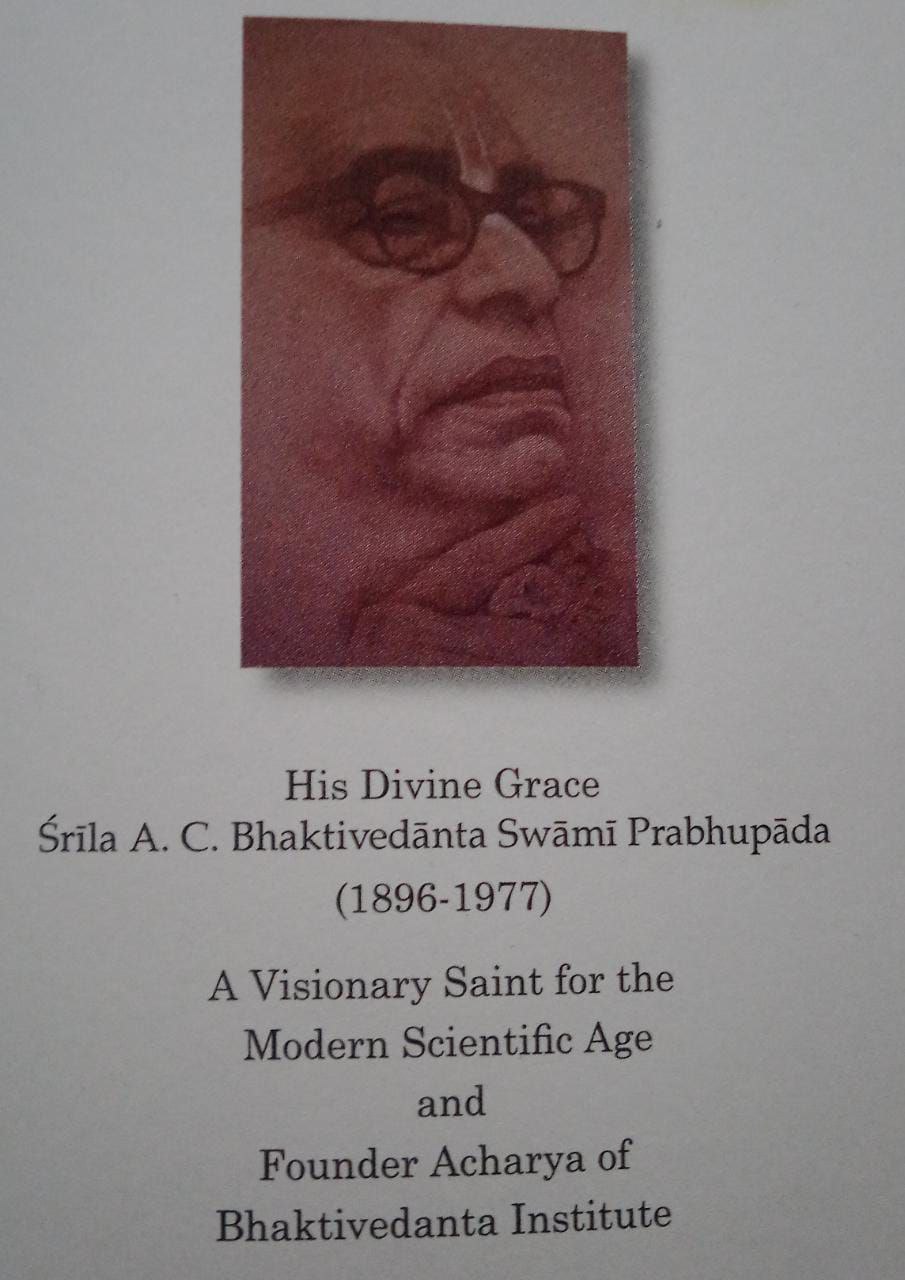 His Divine Grace
Śrīla A. C. Bhaktivedānta Swāmī Prabhupāda
(1896-1977)
A Visionary Saint for the
Modern Scientific Age
and
Founder Acharya of
Bhaktivedanta Institute